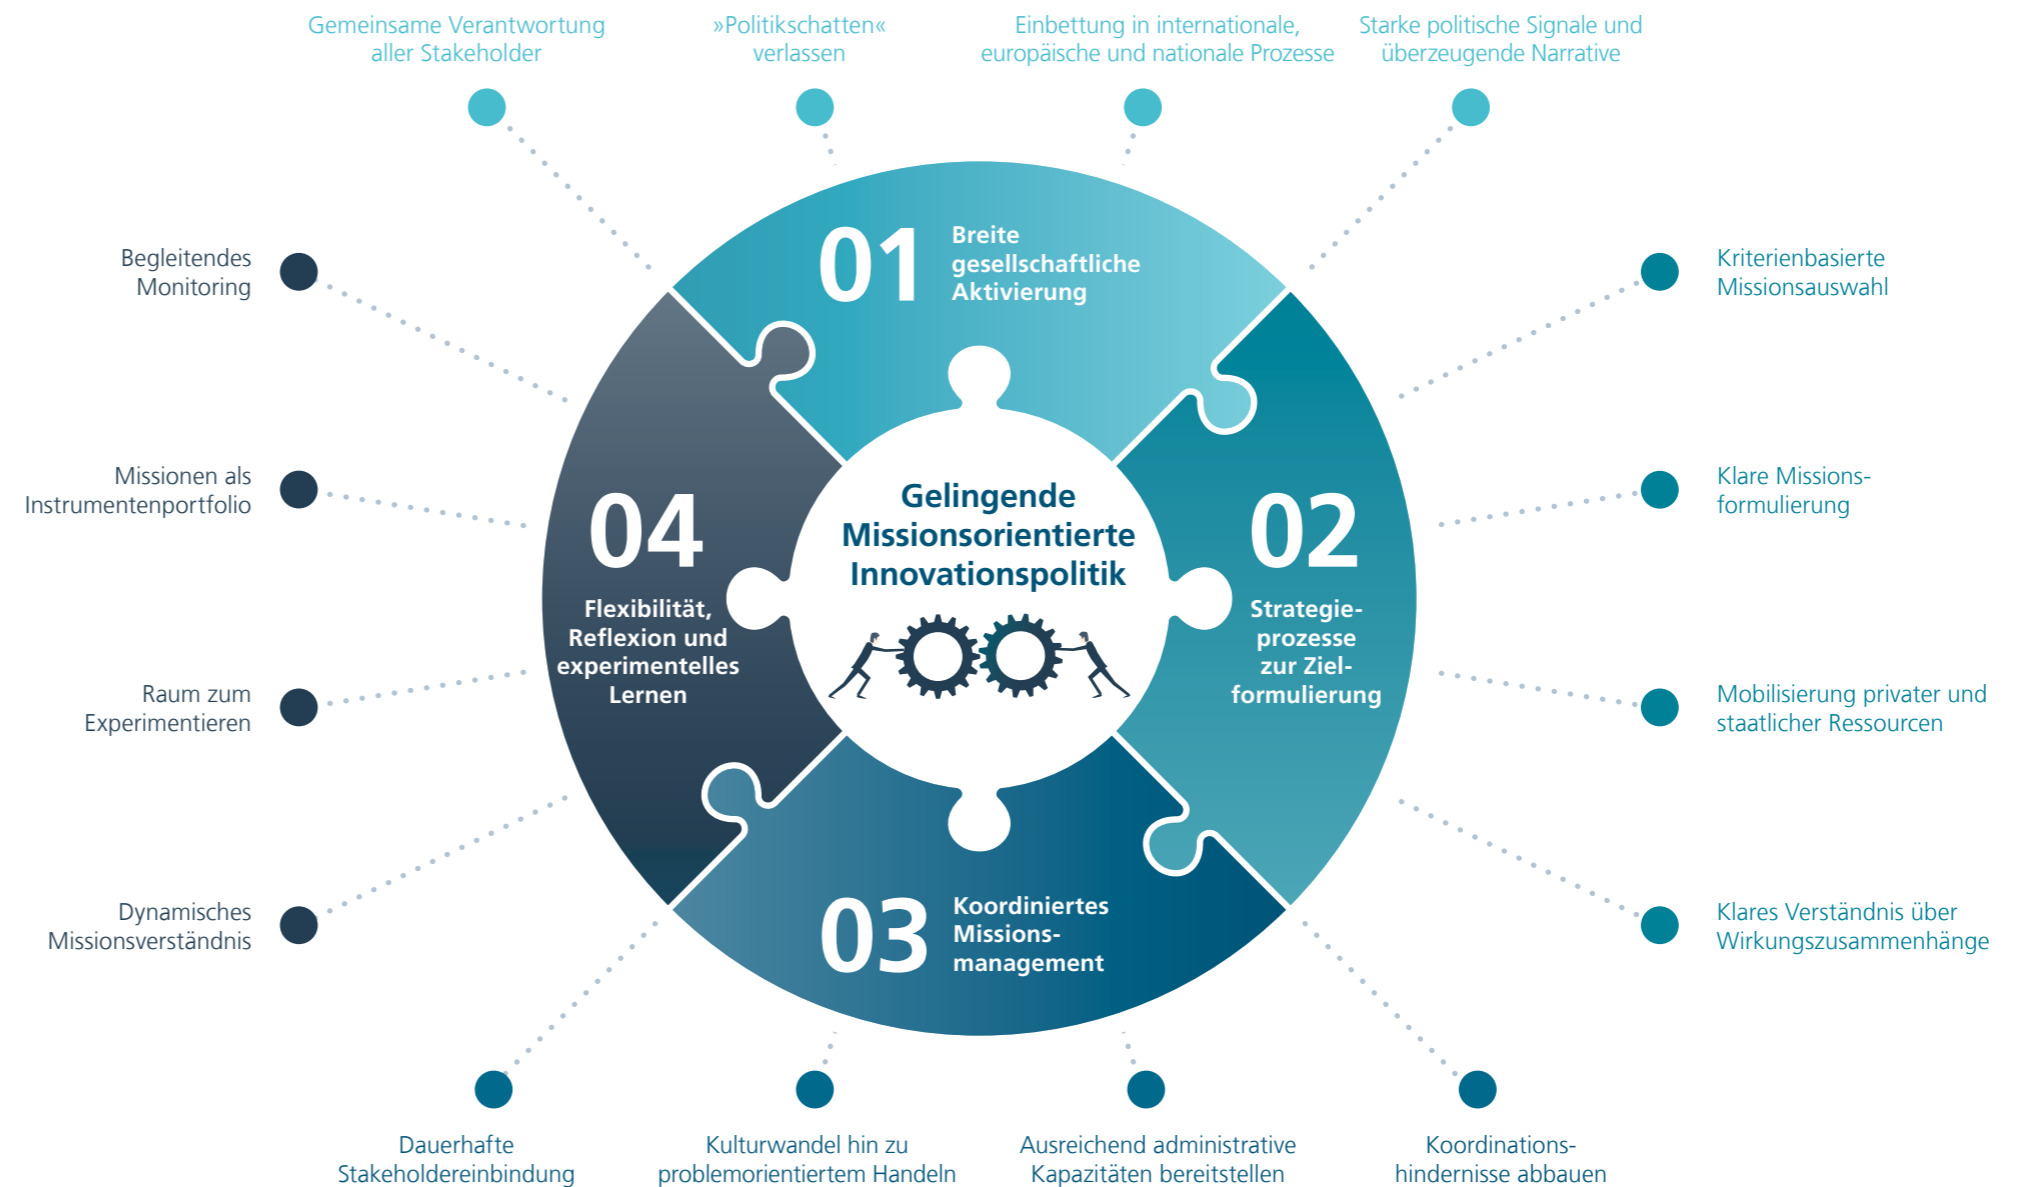 Gemeinsame Verantwortung
aller Stakeholder
»Politikschatten«
verlassen
Einbettung in internationale,
europäische und nationale Prozesse
Starke politische Signale und
überzeugende Narrative
01
Breite
gesellschaftliche
Aktivierung
Kriterienbasierte
Missionsauswahl
Klare Missions-
formulierung
Mobilisierung privater und
staatlicher Ressourcen
Klares Verständnis über
Wirkungszusammenhänge
02
Strategie-
prozesse
zur Ziel-
formulierung
Gelingende
Missionsorientierte
Innovationspolitik
03
Koordiniertes
Missions-
management
Dauerhafte
Stakeholdereinbindung
Kulturwandel hin zu
problemorientiertem Handeln
Ausreichend administrative
Kapazitäten bereitstellen
Koordinations-
hindernisse abbauen
04
Flexibilität,
Reflexion und
experimentelles
Lernen
Begleitendes
Monitoring
Missionen als
Instrumentenportfolio
Raum zum
Experimentieren
Dynamisches
Missionsverständnis